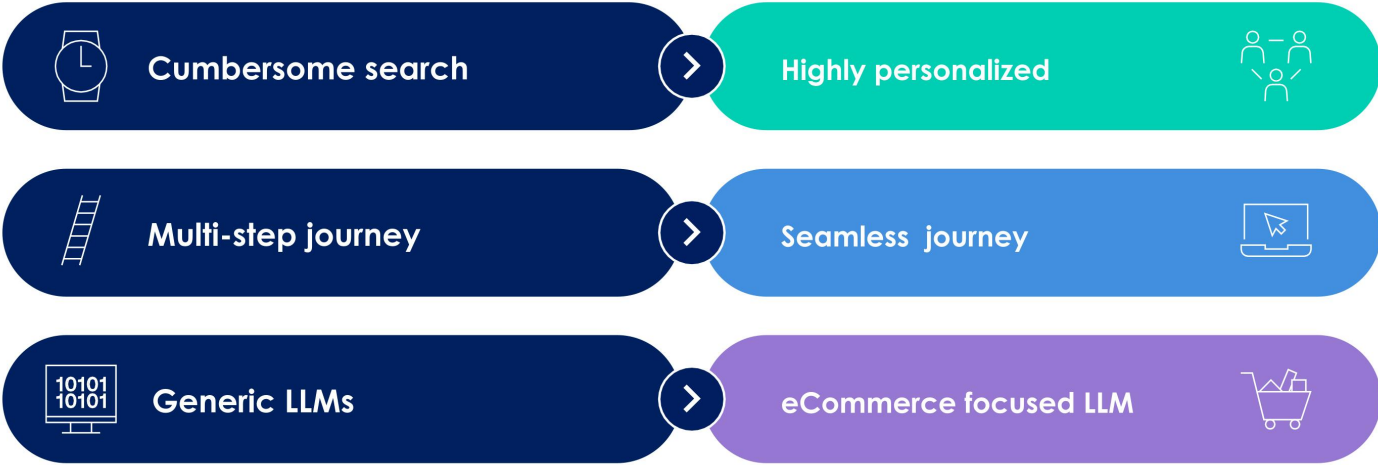 Cumbersome search
Highly personalized
Multi-step journey
Seamless journey
10101
10101
Generic LLMs
eCommerce focused LLM